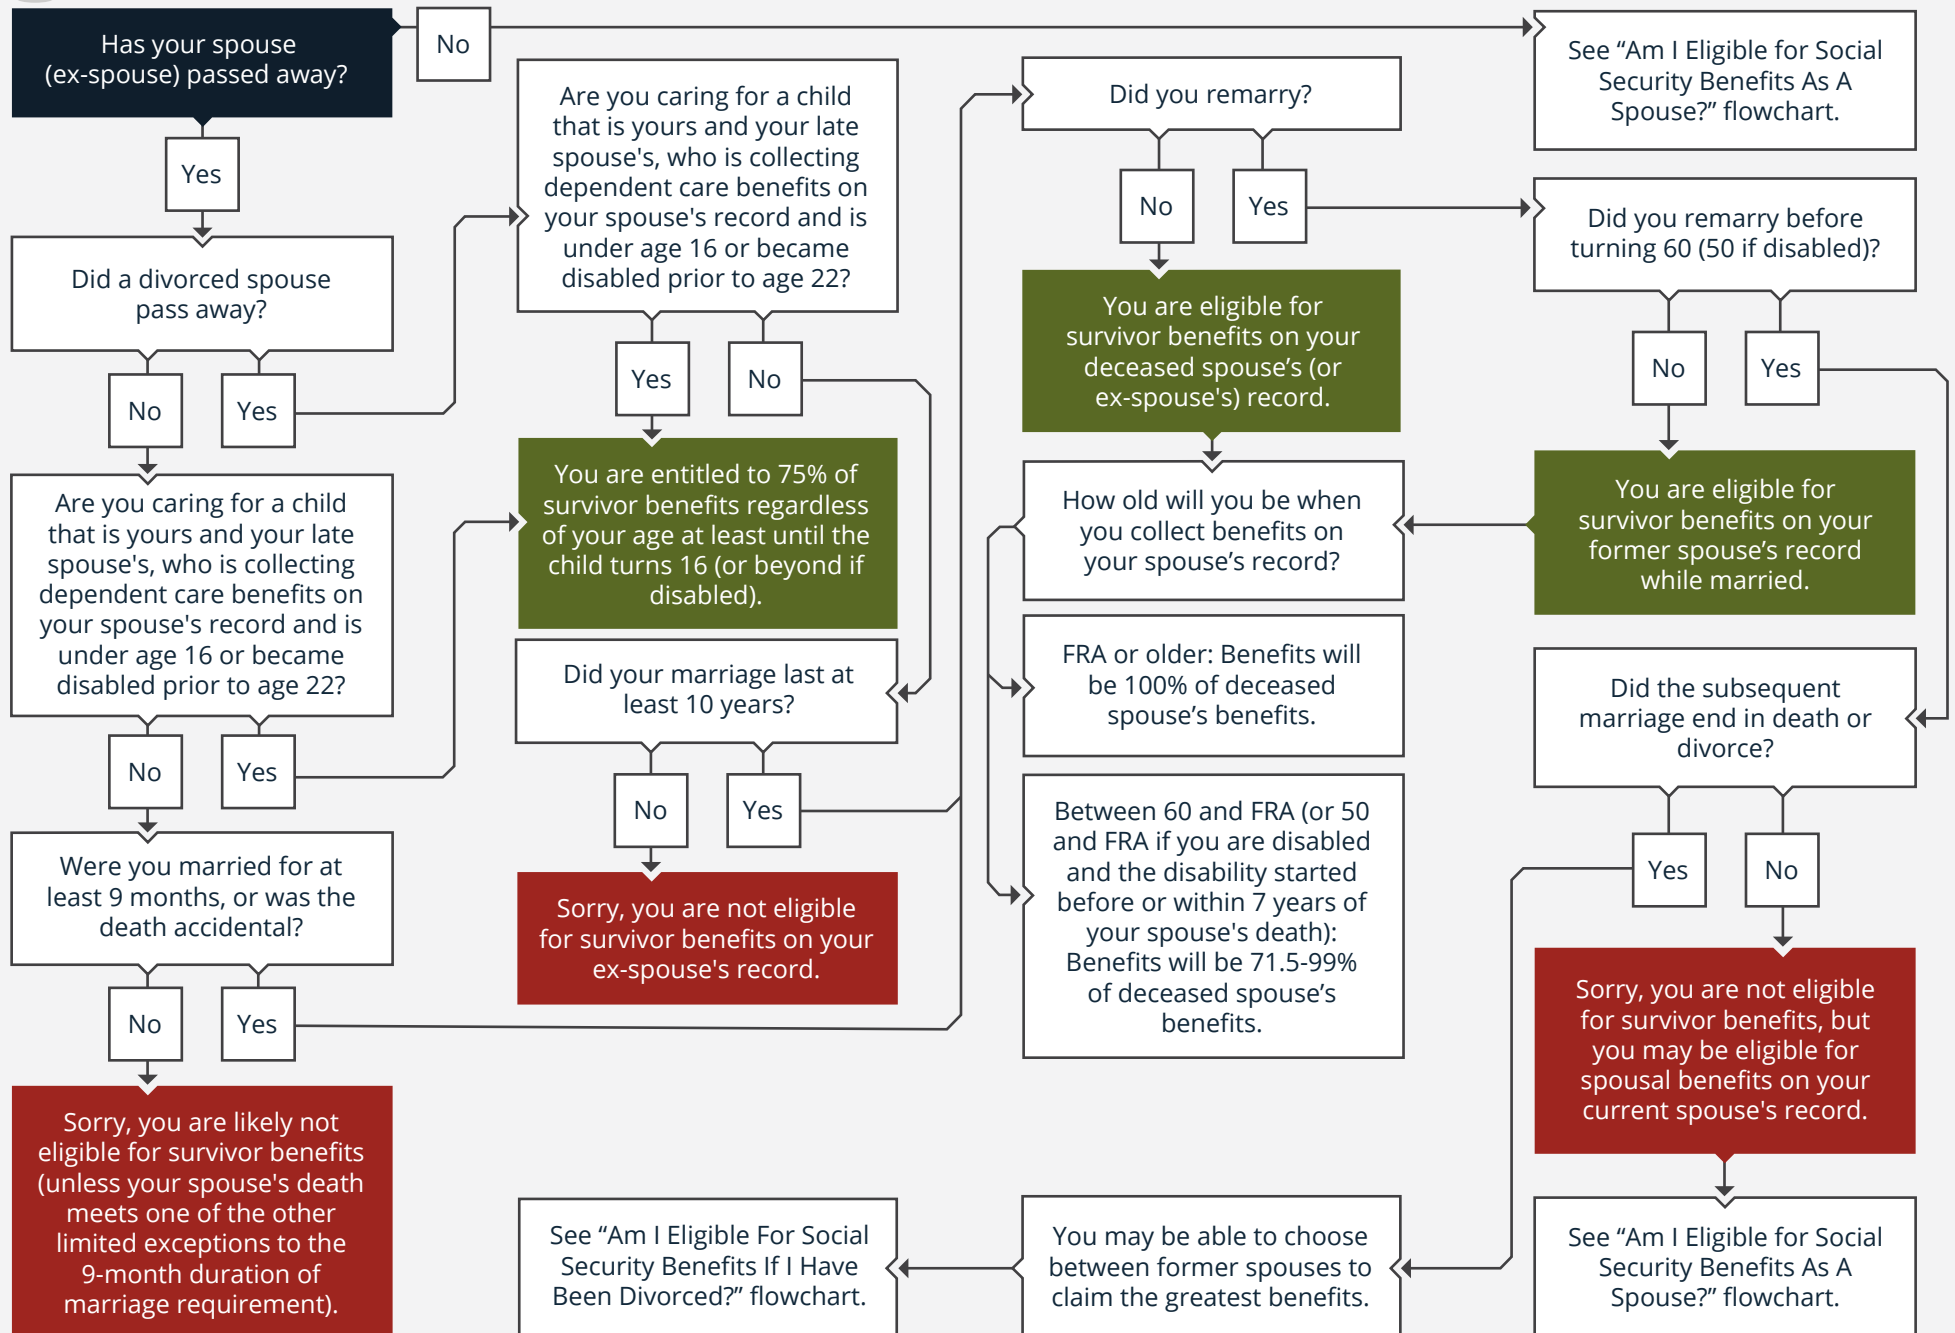 Has your spouse
(ex-spouse) passed away?
No
See “Am I Eligible for Social
Security Benefits As A
Spouse?” flowchart.
Yes
Did a divorced spouse
pass away?
No
Yes
Are you caring for a child
that is yours and your late
spouse's, who is collecting
dependent care benefits on
your spouse's record and is
under age 16 or became
disabled prior to age 22?
No
Yes
Were you married for at
least 9 months, or was the
death accidental?
No
Yes
Sorry, you are likely not
eligible for survivor benefits
(unless your spouse's death
meets one of the other
limited exceptions to the
9-month duration of
marriage requirement).
Are you caring for a child
that is yours and your late
spouse's, who is collecting
dependent care benefits on
your spouse's record and is
under age 16 or became
disabled prior to age 22?
Yes
No
You are entitled to 75% of
survivor benefits regardless
of your age at least until the
child turns 16 (or beyond if
disabled).
Did your marriage last at
least 10 years?
No
Yes
Sorry, you are not eligible
for survivor benefits on your
ex-spouse's record.
Did you remarry?
No
Yes
You are eligible for
survivor benefits on your
deceased spouse’s (or
ex-spouse's) record.
How old will you be when
you collect benefits on
your spouse’s record?
FRA or older: Benefits will
be 100% of deceased
spouse’s benefits.
Between 60 and FRA (or 50
and FRA if you are disabled
and the disability started
before or within 7 years of
your spouse's death):
Benefits will be 71.5-99%
of deceased spouse’s
benefits.
Did you remarry before
turning 60 (50 if disabled)?
No
Yes
You are eligible for
survivor benefits on your
former spouse’s record
while married.
Did the subsequent
marriage end in death or
divorce?
Yes
No
Sorry, you are not eligible
for survivor benefits, but
you may be eligible for
spousal benefits on your
current spouse's record.
See “Am I Eligible for Social
Security Benefits As A
Spouse?” flowchart.
You may be able to choose
between former spouses to
claim the greatest benefits.
See “Am I Eligible For Social
Security Benefits If I Have
Been Divorced?” flowchart.